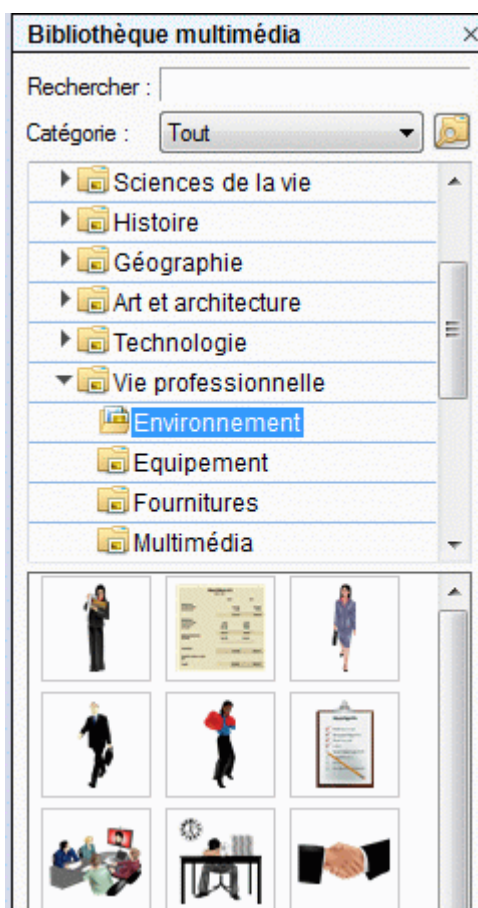 Bibliothèque multimédia
Rechercher :
Catégorie :
Tout
Sciences de la vie
Histoire
Géographie
Art et architecture
Technologie
Vie professionnelle
Environnement
Equipement
Fournitures
Multimédia